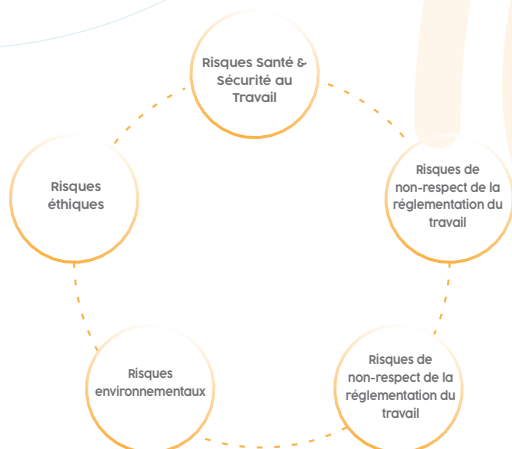 Risques Santé &
Sécurité au
Travail
Risques
éthiques
Risques de
non-respect de la
réglementation du
travail
Risques
environnementaux
Risques de
non-respect de la
réglementation du
travail